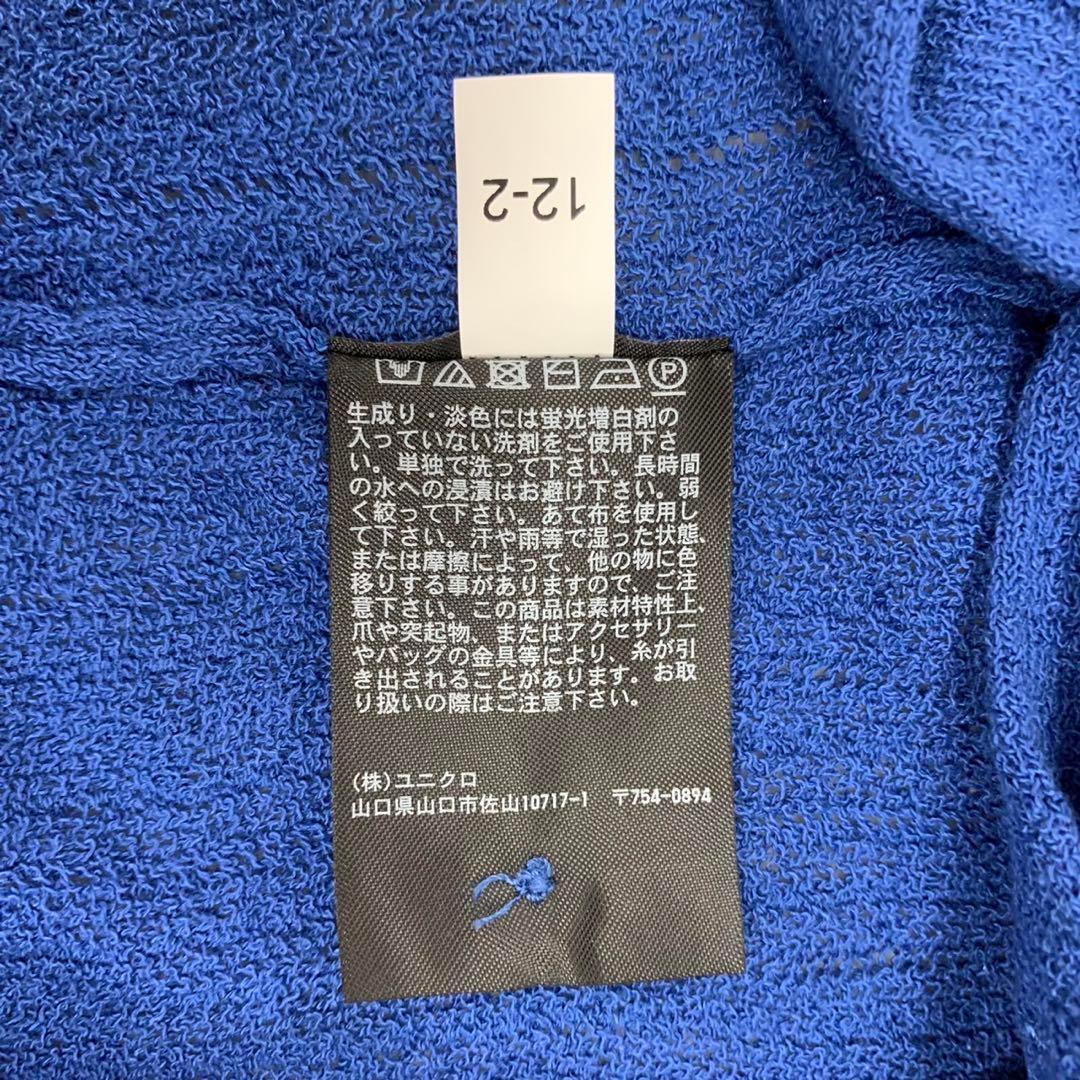 12-2
P
生成り・淡色には蛍光増白剤の
入っていない洗剤をご使用下さ
い。単独で洗って下さい。長時間
の水への浸漬はお避け下さい。弱
く絞って下さい。あて布を使用し
て下さい。汗や雨等で湿った状態、
または摩擦によって、他の物に色
移りする事がありますので、ご注
意下さい。この商品は素材特性上、
爪や突起物、またはアクセサリー
やバッグの金具等により、糸が引
き出されることがあります。お取
り扱いの際はご注意下さい。
(株)ユニクロ
山口県山口市佐山10717-1 〒754-0894